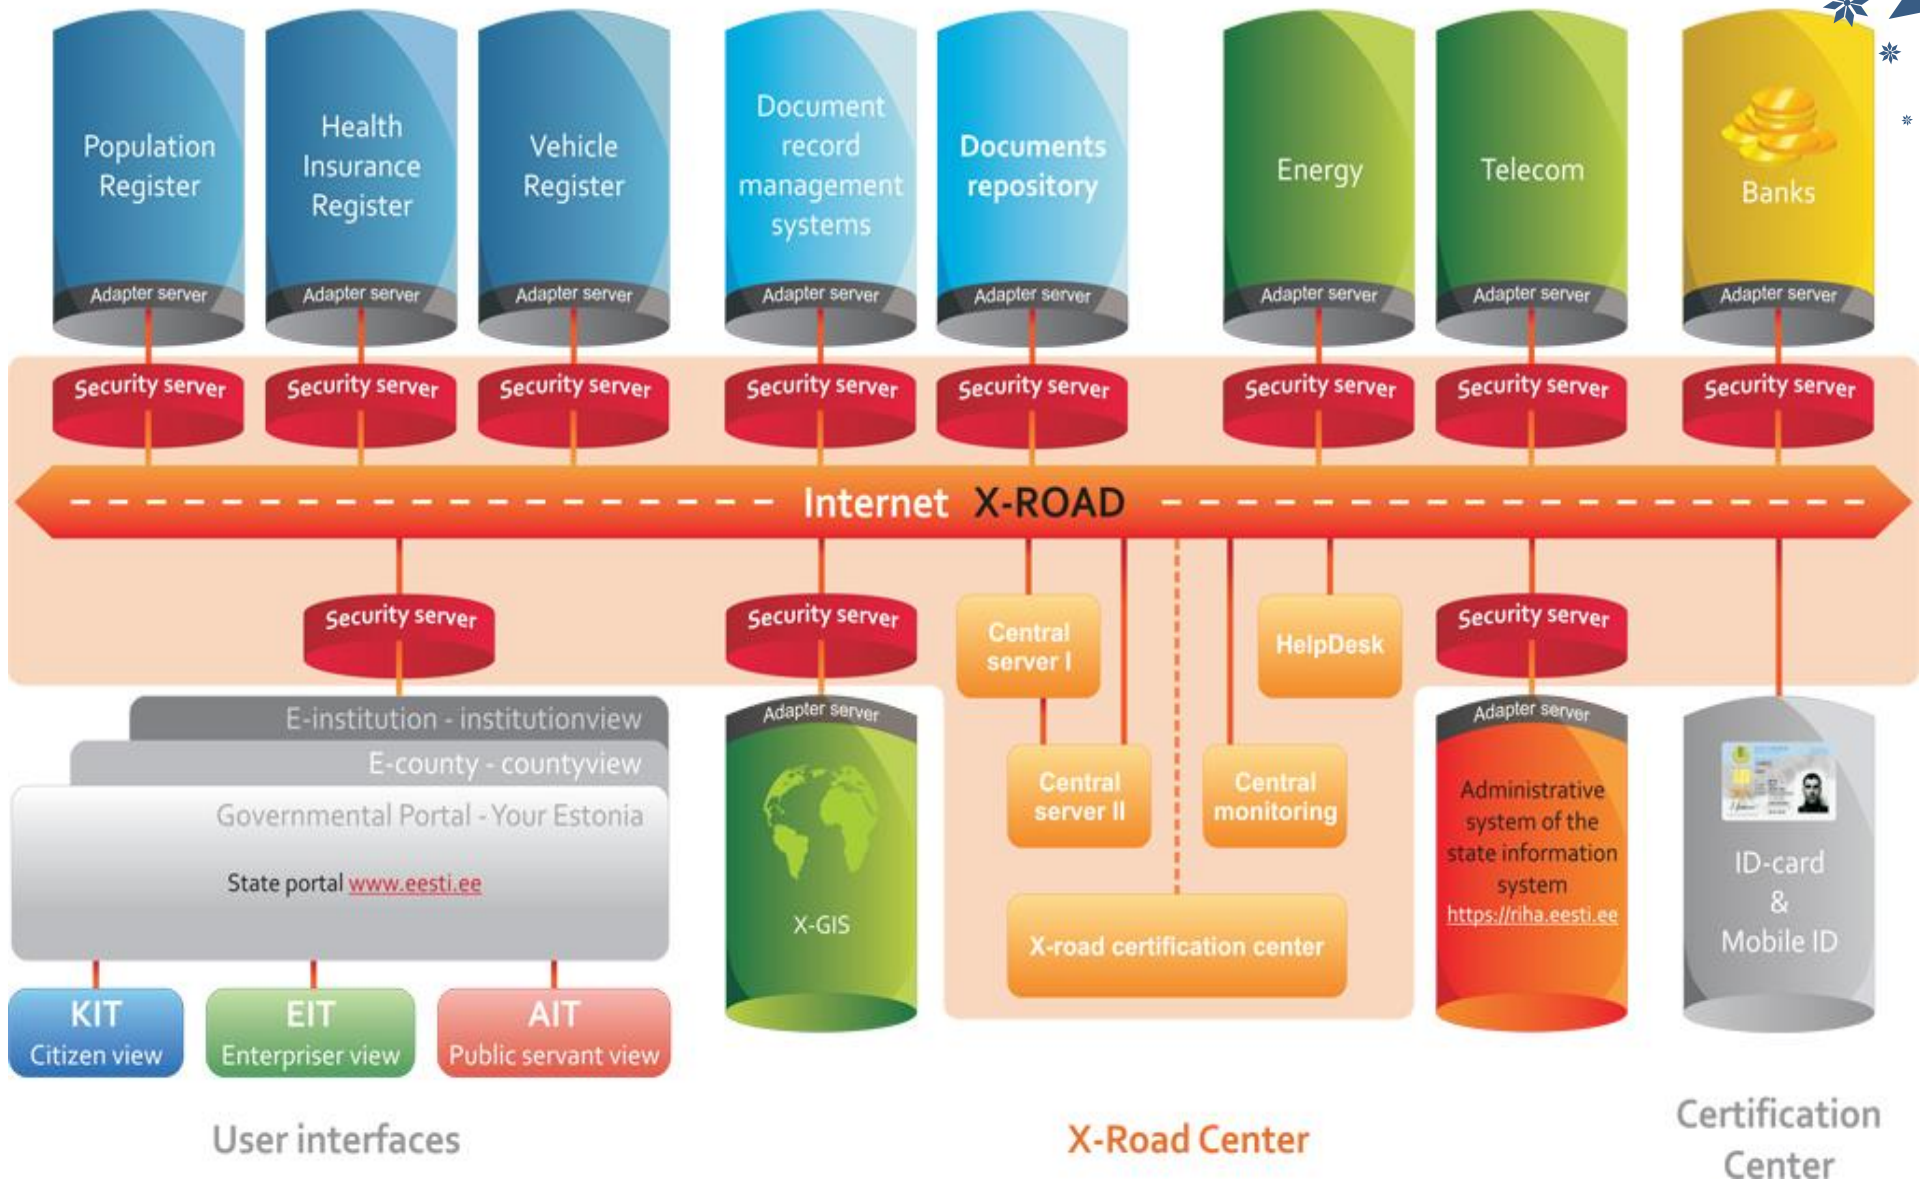 Population
Register
Health
Insurance
Register
Vehicle
Register
Document
record
management
systems
Documents
repository
Energy
Telecom
Banks
Adapter server
Adapter server
Adapter server
Adapter server
Adapter server
Adapter server
Adapter server
Adapter server
Security server
Security server
Security server
Security server
Security server
Security server
Security server
Security server
Internet X-ROAD
Security server
Security server
Central
server I
HelpDesk
Security server
E-institution - institutionview
E-county - countyview
Governmental Portal - Your Estonia
State portal www.eesti.ee
Adapter server
X-GIS
Central
server II
Central
monitoring
X-road certification center
Adapter server
Administrative
system of the
state information
system
https://riha.eesti.ee
ID-card
&
Mobile ID
KIT
Citizen view
EIT
Enterpriser view
AIT
Public servant view
User interfaces
X-Road Center
Certification
Center